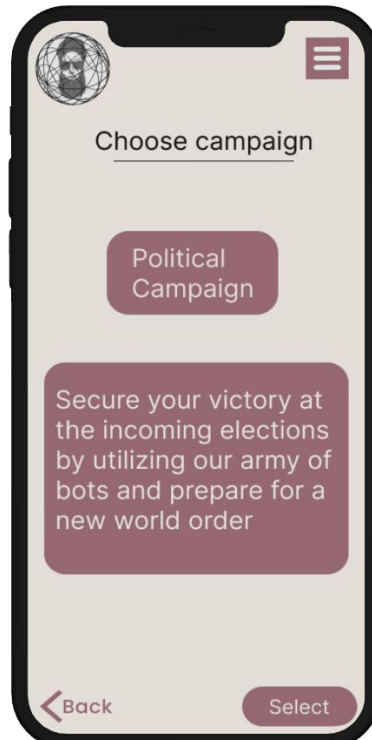 Choose campaign
Political
Campaign
Secure your victory at
the incoming elections
by utilizing our army of
bots and prepare for a
new world order
Back
Select